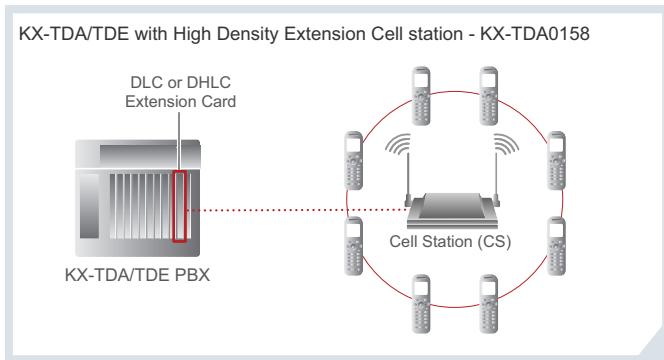 KX-TDA/TDE with High Density Extension Cell station - KX-TDA0158
DLC or DHLC
Extension Card
Cell Station (CS)
KX-TDA/TDE PBX